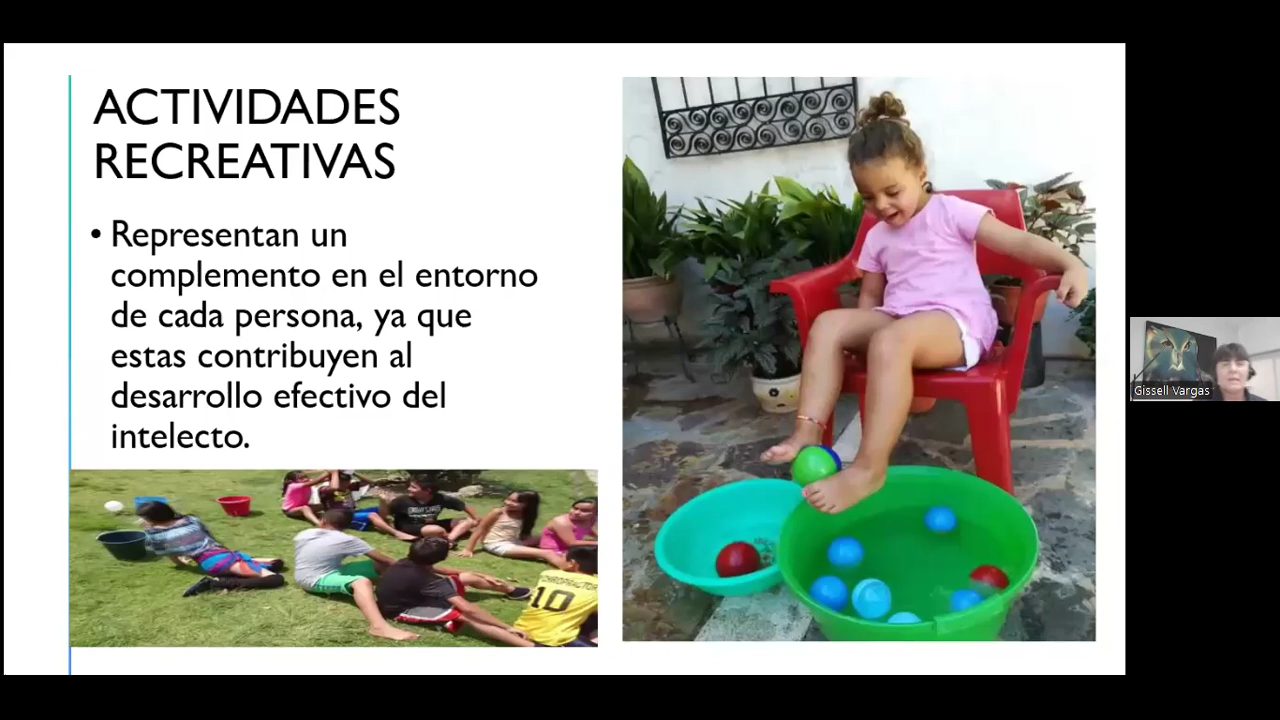 ACTIVIDADES
RECREATIVAS
• Representan un
complemento en el entorno
de cada persona, ya que
estas contribuyen al
desarrollo efectivo del
intelecto.
10
Gissell Vargas